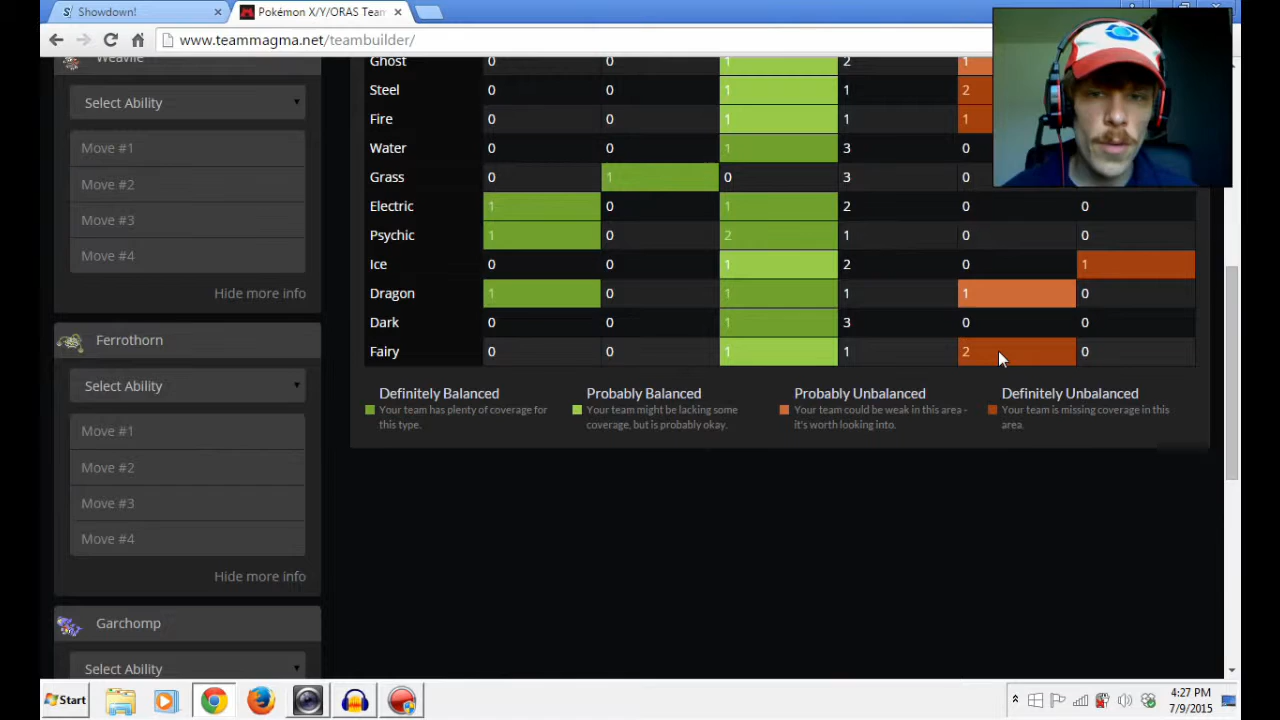 Showdown! ×
Pokémon X/Y/ORAS Team ×
www.teammagma.net/teambuilder/
Weavile
Select Ability
Move #1
Move #2
Move #3
Move #4
Hide more info
Ferrothorn
Select Ability
Move #1
Move #2
Move #3
Move #4
Hide more info
Garchomp
Select Ability
Ghost 0 0 1 2 1
Steel 0 0 1 1 2
Fire 0 0 1 1 1
Water 0 0 1 3 0
Grass 0 1 0 3 0
Electric 1 0 1 2 0 0
Psychic 1 0 2 1 0 0
Ice 0 0 1 2 0 1
Dragon 1 0 1 1 1 0
Dark 0 0 1 3 0 0
Fairy 0 0 1 1 2 0
Definitely Balanced
Your team has plenty of coverage for
this type.
Probably Balanced
Your team might be lacking some
coverage, but is probably okay.
Probably Unbalanced
Your team could be weak in this area -
it's worth looking into.
Definitely Unbalanced
Your team is missing coverage in this
area.
Start
4:27 PM
7/9/2015